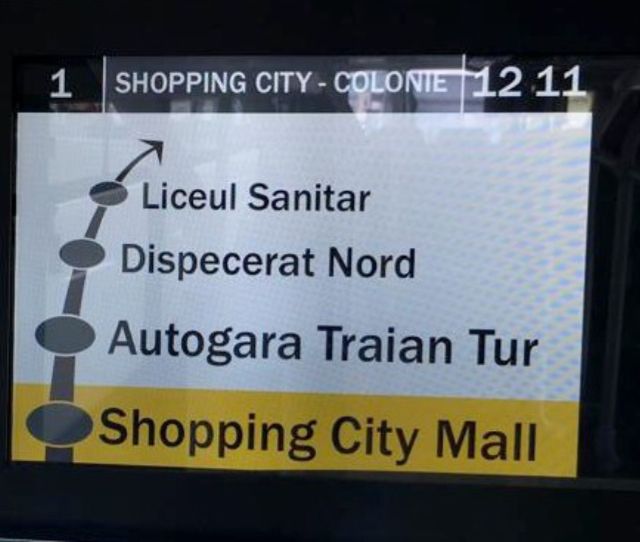 1 SHOPPING CITY - COLONIE 12 11
Liceul Sanitar
Dispecerat Nord
Autogara Traian Tur
Shopping City Mall